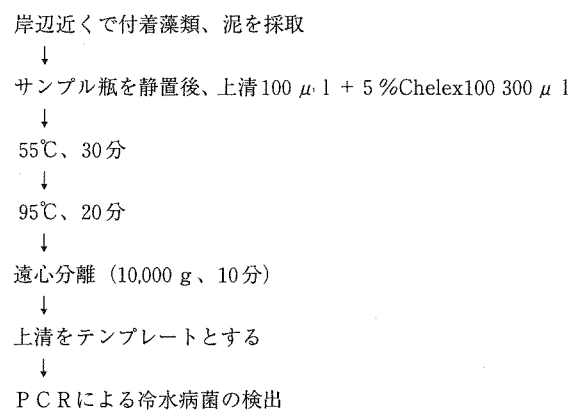 岸辺近くで付着藻類、泥を採取
↓
サンプル瓶を静置後、上清100 μl + 5 %Chelex100 300 μ l
↓
55℃、30分
↓
95℃、20分
↓
遠心分離(10,000 g 、10分)
↓
上清をテンプレートとする
↓
PCRによる冷水病菌の検出